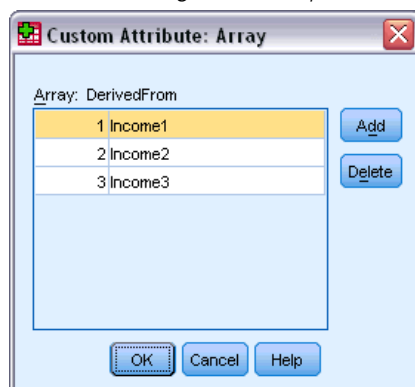 Custom Attribute: Array
Array: DerivedFrom
1 Income1
2 Income2
3 Income3
Add
Delete
OK Cancel Help